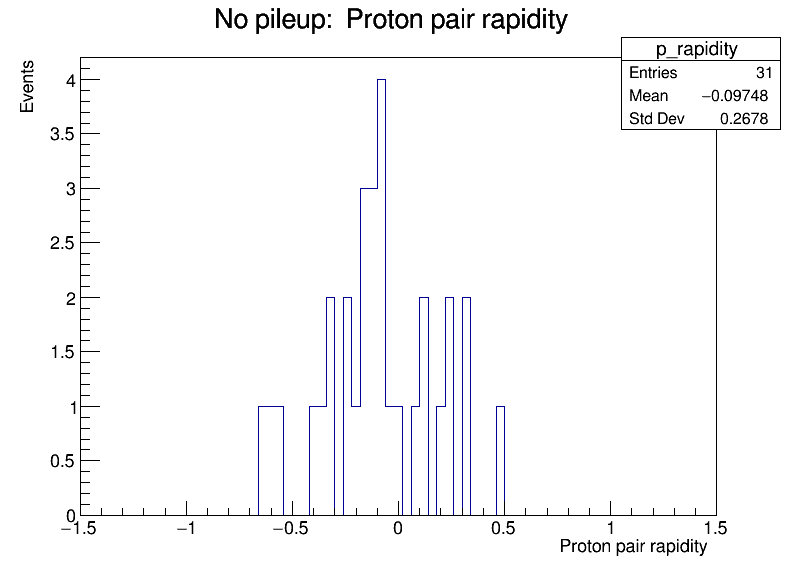 No pileup: Proton pair rapidity
p_rapidity
Entries 31
Mean −0.09748
Std Dev 0.2678
Events
4
3.5
3
2.5
2
1.5
1
0.5
0
−1.5 −1 −0.5 0 0.5 1 1.5
Proton pair rapidity